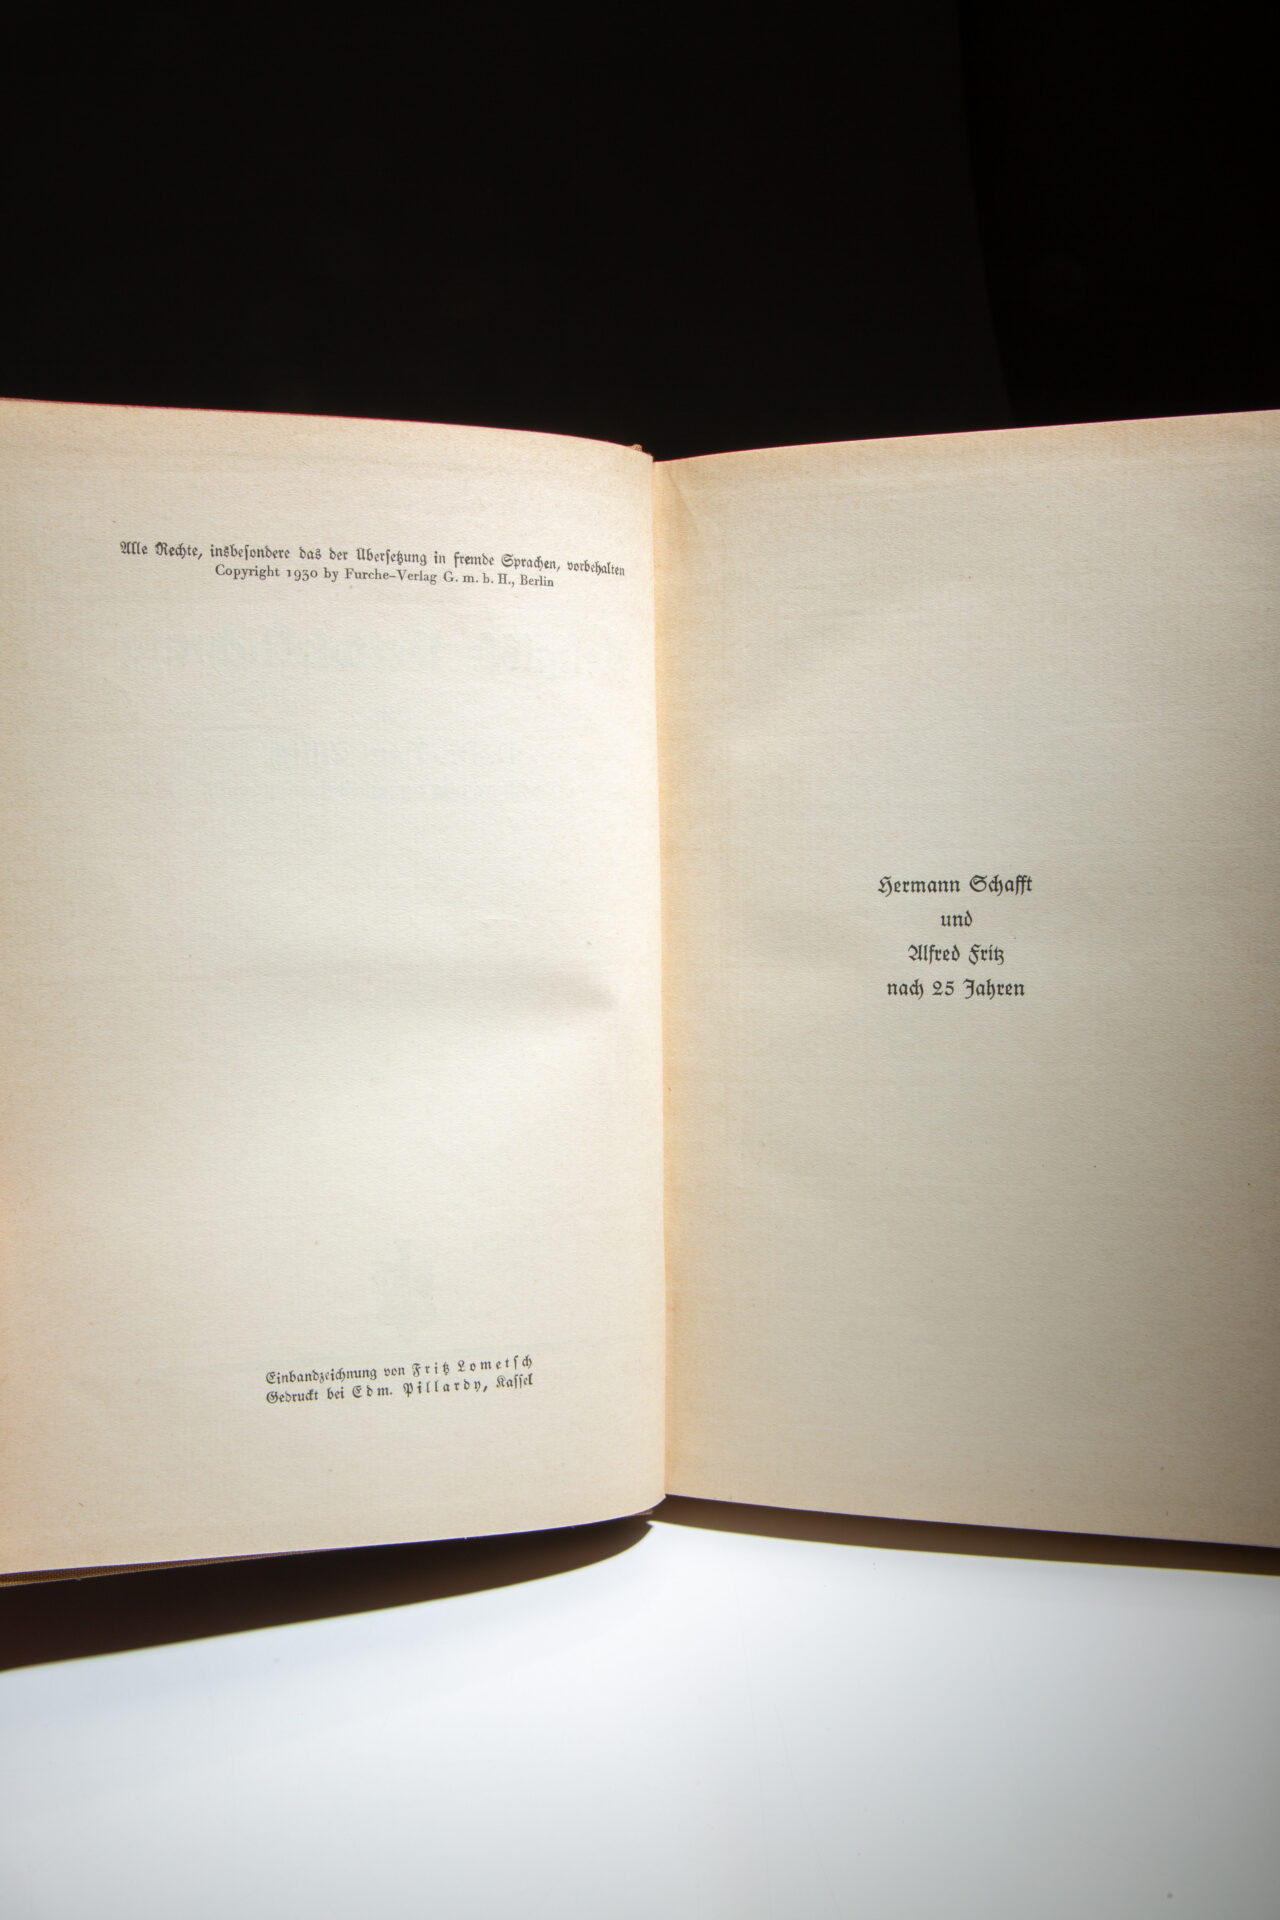 Alle Rechte, insbesondere das der Übersetzung in fremde Sprachen, vorbehalten
Copyright 1930 by Furche-Verlag G. m. b. H., Berlin
Einbandzeichnung von Fritz Lometsch
Gedruckt bei Edm. Pillardy, Kassel
Hermann Schafft
und
Alfred Fritz
nach 25 Jahren